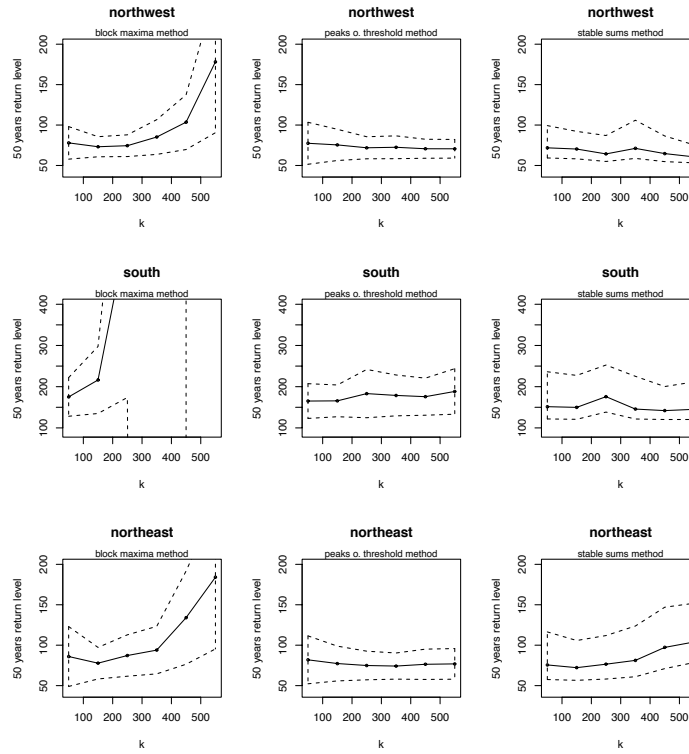 northwest
block maxima method
50 years return level
50 100 150 200
100 200 300 400 500
k
northwest
peaks o. threshold method
50 years return level
50 100 150 200
100 200 300 400 500
k
northwest
stable sums method
50 years return level
50 100 150 200
100 200 300 400 500
k
south
block maxima method
50 years return level
100 200 300 400
100 200 300 400 500
k
south
peaks o. threshold method
50 years return level
100 200 300 400
100 200 300 400 500
k
south
stable sums method
50 years return level
100 200 300 400
100 200 300 400 500
k
northeast
block maxima method
50 years return level
50 100 150 200
100 200 300 400 500
k
northeast
peaks o. threshold method
50 years return level
50 100 150 200
100 200 300 400 500
k
northeast
stable sums method
50 years return level
50 100 150 200
100 200 300 400 500
k